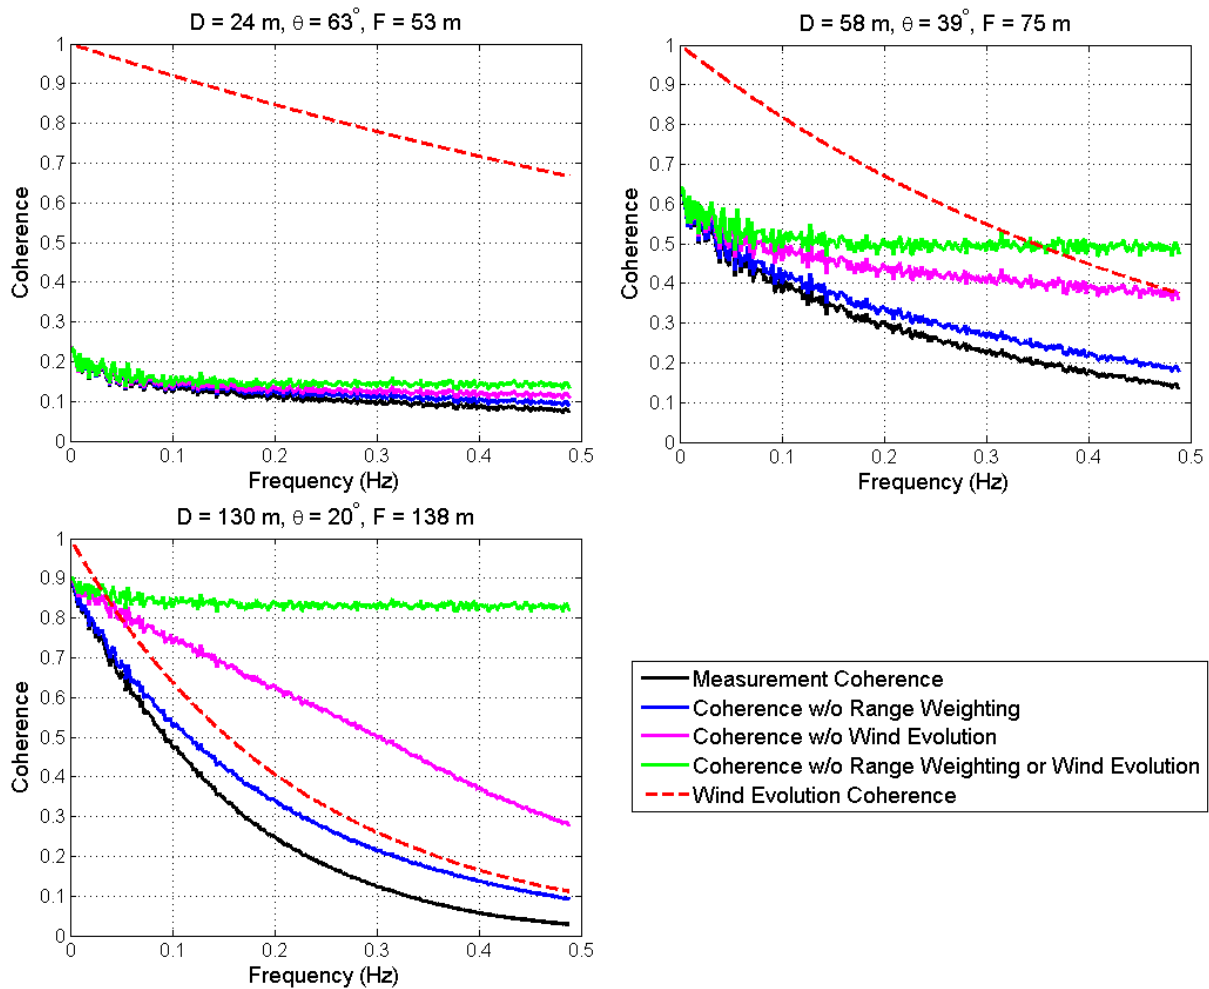 D = 24 m, θ = 63°, F = 53 m
1
0.9
0.8
0.7
0.6
0.5
0.4
0.3
0.2
0.1
0
Coherence
0 0.1 0.2 0.3 0.4 0.5
Frequency (Hz)
D = 58 m, θ = 39°, F = 75 m
1
0.9
0.8
0.7
0.6
0.5
0.4
0.3
0.2
0.1
0
Coherence
0 0.1 0.2 0.3 0.4 0.5
Frequency (Hz)
D = 130 m, θ = 20°, F = 138 m
1
0.9
0.8
0.7
0.6
0.5
0.4
0.3
0.2
0.1
0
Coherence
0 0.1 0.2 0.3 0.4 0.5
Frequency (Hz)
Measurement Coherence
Coherence w/o Range Weighting
Coherence w/o Wind Evolution
Coherence w/o Range Weighting or Wind Evolution
Wind Evolution Coherence